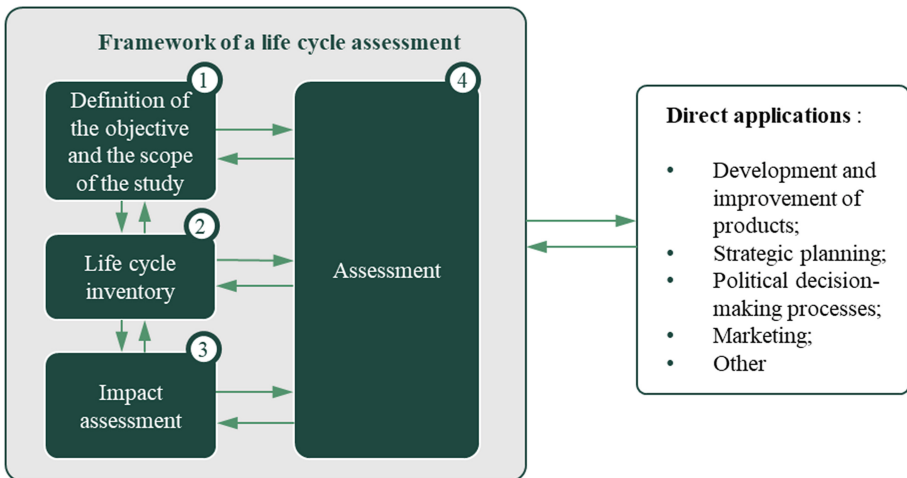 Framework of a life cycle assessment
1
Definition of
the objective
and the scope
of the study
2
Life cycle
inventory
3
Impact
assessment
4
Assessment
Direct applications :
• Development and
improvement of
products;
• Strategic planning;
• Political decision-
making processes;
• Marketing;
• Other